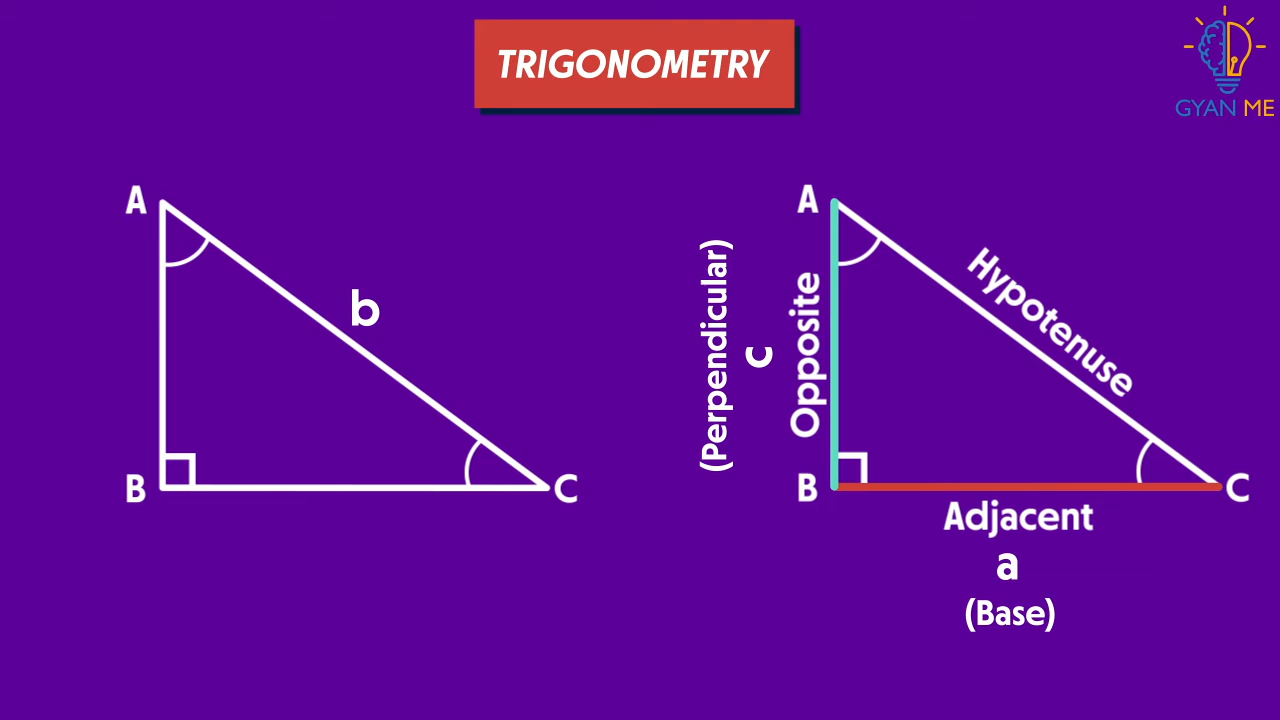 TRIGONOMETRY
GYAN ME
A
b
B
C
A
Hypotenuse
Opposite
c
(Perpendicular)
B
C
Adjacent
a
(Base)